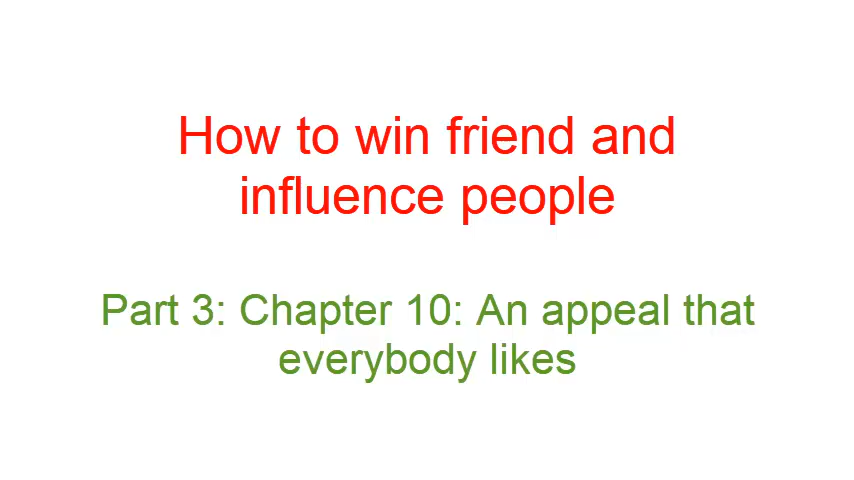 How to win friend and
influence people
Part 3: Chapter 10: An appeal that
everybody likes